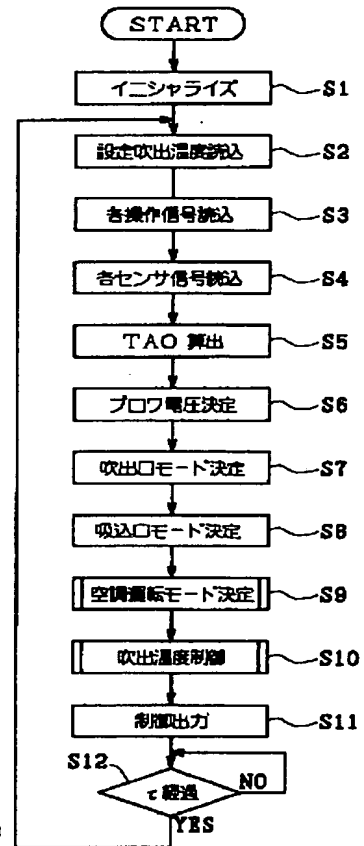 START
イニシャライズ S1
設定吹出温度読込 S2
各操作信号読込 S3
各センサ信号読込 S4
TAO 算出 S5
ブロワ電圧決定 S6
吹出口モード決定 S7
吸込口モード決定 S8
空調運転モード決定 S9
吹出温度制御 S10
制御出力 S11
S12
τ経過 NO
YES